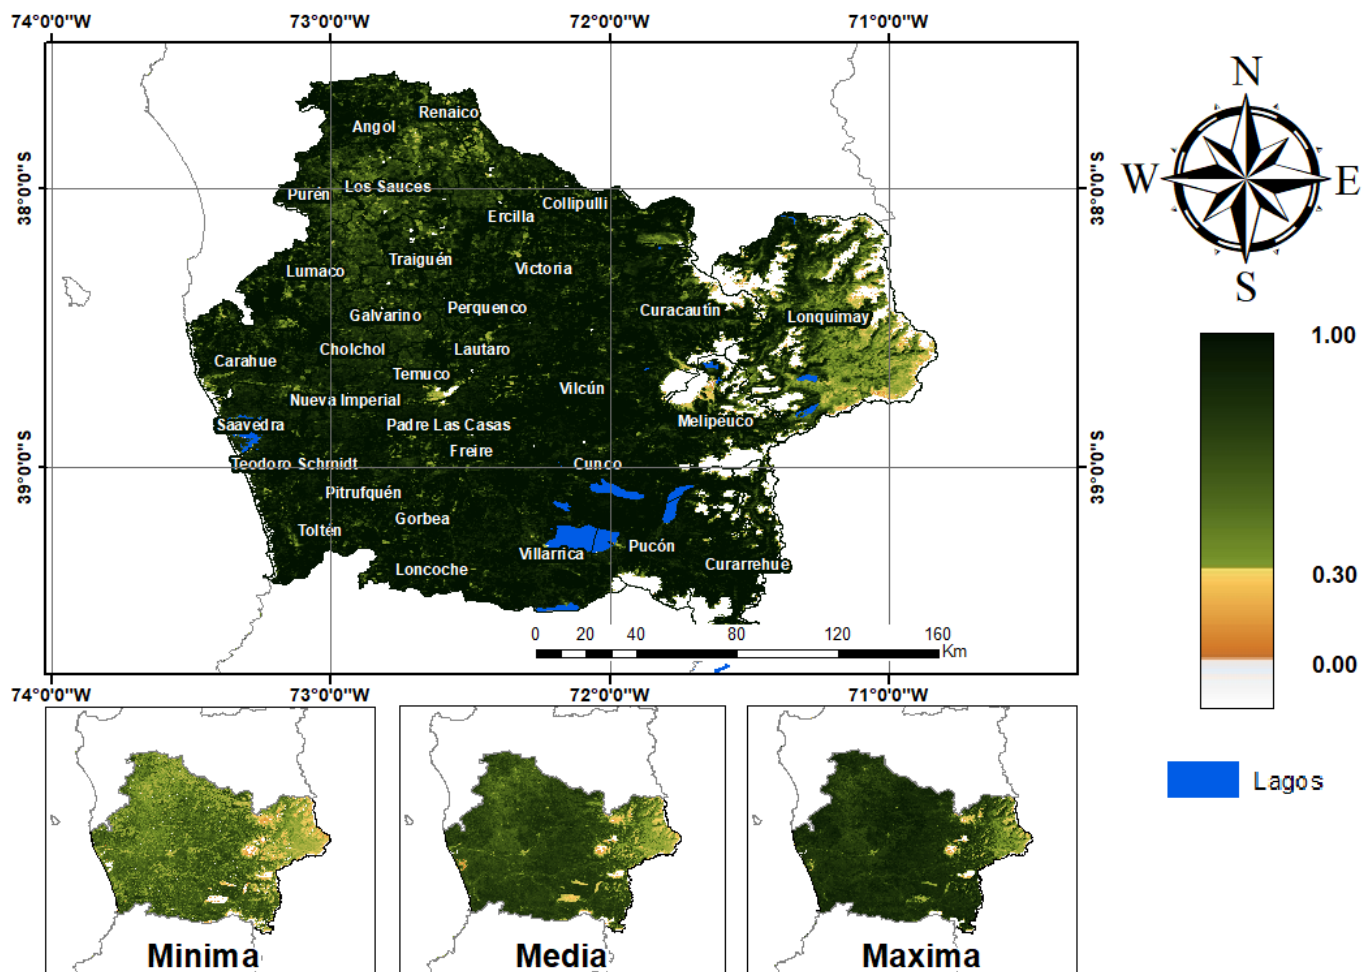 74°0'0"W 73°0'0"W 72°0'0"W 71°0'0"W
N
W E
S
38°0'0"S
38°0'0"S
39°0'0"S
39°0'0"S
Renaico
Angol
Los Sauces
Purén
Collipulli
Ercilla
Traiguén
Victoria
Lumaco
Perquenco
Curacautín
Galvarino
Lonquimay
Cholchol
Lautaro
Carahue
Temuco
Vilcún
Nueva Imperial
Saavedra
Padre Las Casas
Melipeuco
Freire
Teodoro Schmidt
Cunco
Pitrufquén
Gorbea
Toltén
Pucón
Villarrica
Curarrehue
Loncoche
0 20 40 80 120 160
Km
74°0'0"W 73°0'0"W 72°0'0"W 71°0'0"W
1.00
0.30
0.00
Lagos
Minima
Media
Maxima